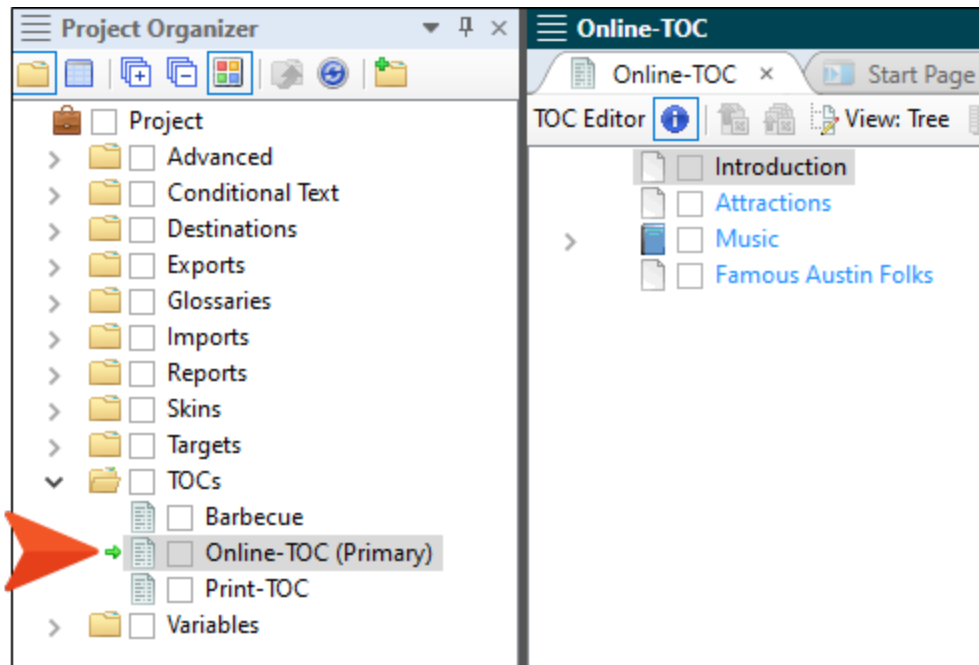 Project Organizer
Project
Advanced
Conditional Text
Destinations
Exports
Glossaries
Imports
Reports
Skins
Targets
TOCs
Barbecue
Online-TOC (Primary)
Print-TOC
Variables
Online-TOC
Online-TOC
Start Page
TOC Editor View: Tree
Introduction
Attractions
Music
Famous Austin Folks